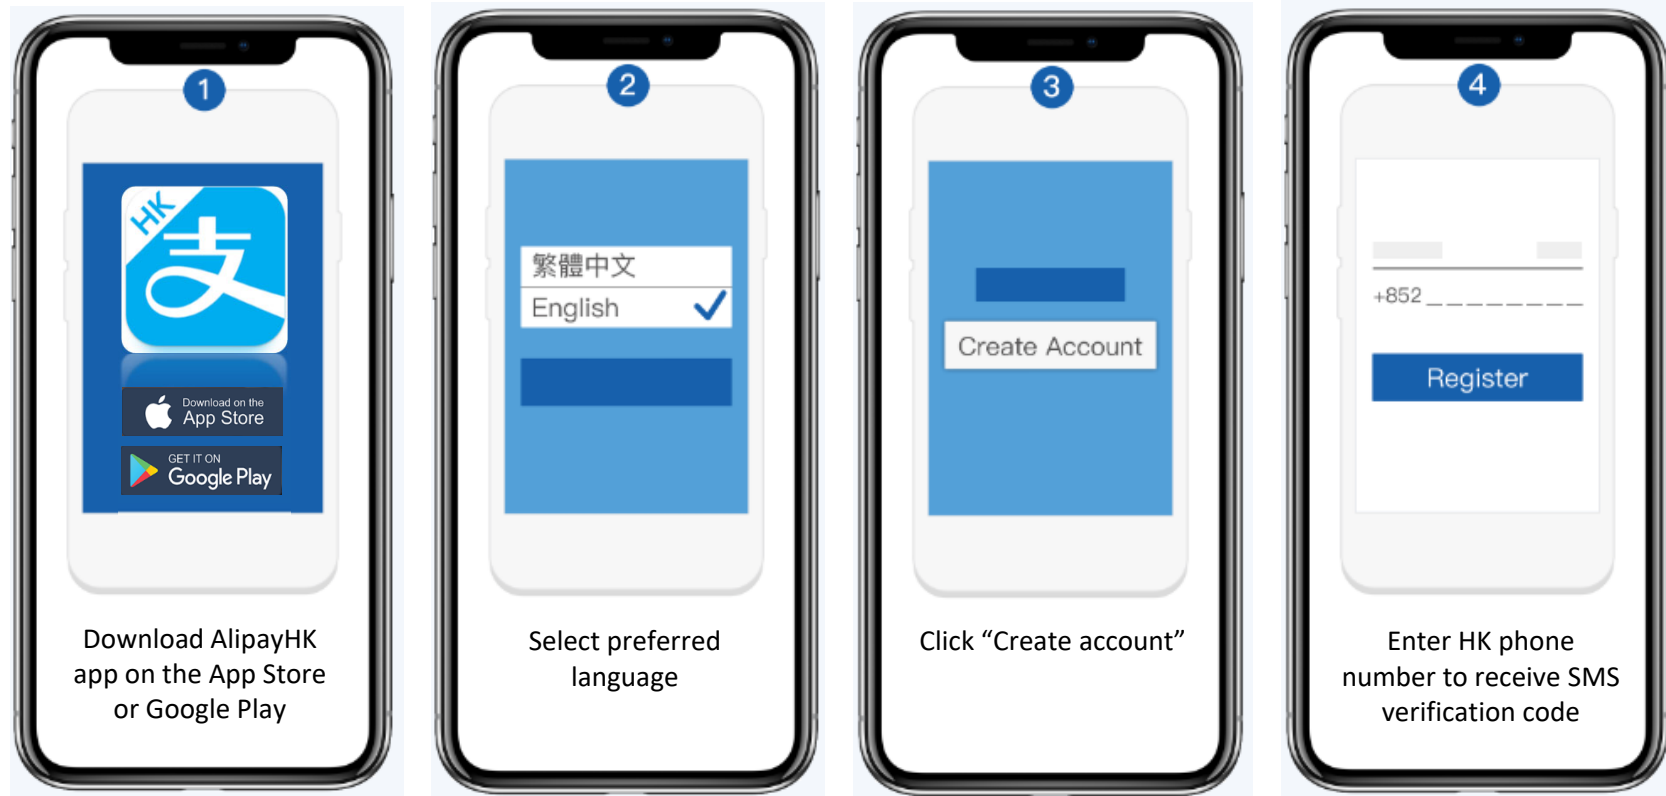 1
HK
支
Download on the
App Store
GET IT ON
Google Play
Download AlipayHK
app on the App Store
or Google Play
2
繁體中文
English
Select preferred
language
3
Create Account
Click “Create account”
4
+852 _ _ _ _ _ _ _ _
Register
Enter HK phone
number to receive SMS
verification code